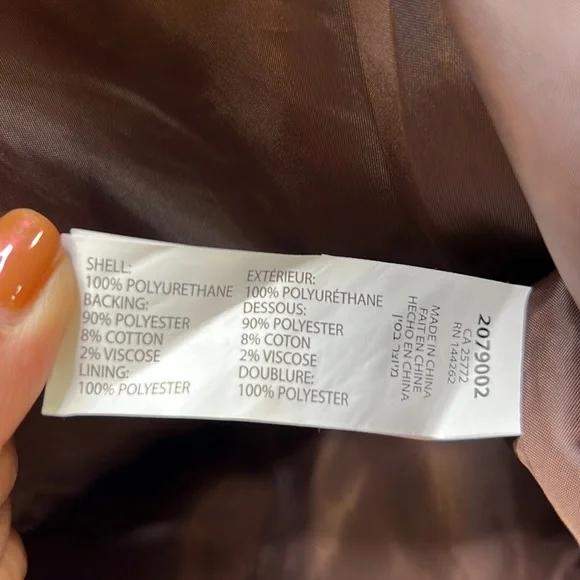 SHELL:
100% POLYURETHANE
BACKING:
90% POLYESTER
8% COTTON
2% VISCOSE
LINING:
100% POLYESTER
EXTÉRIEUR:
100% POLYURÉTHANE
DESSOUS:
90% POLYESTER
8% COTON
2% VISCOSE
DOUBLURE:
100% POLYESTER
2079002
CA 25772
RN 144262
MADE IN CHINA
FAIT EN CHINE
HECHO EN CHINA
מיוצר בסין